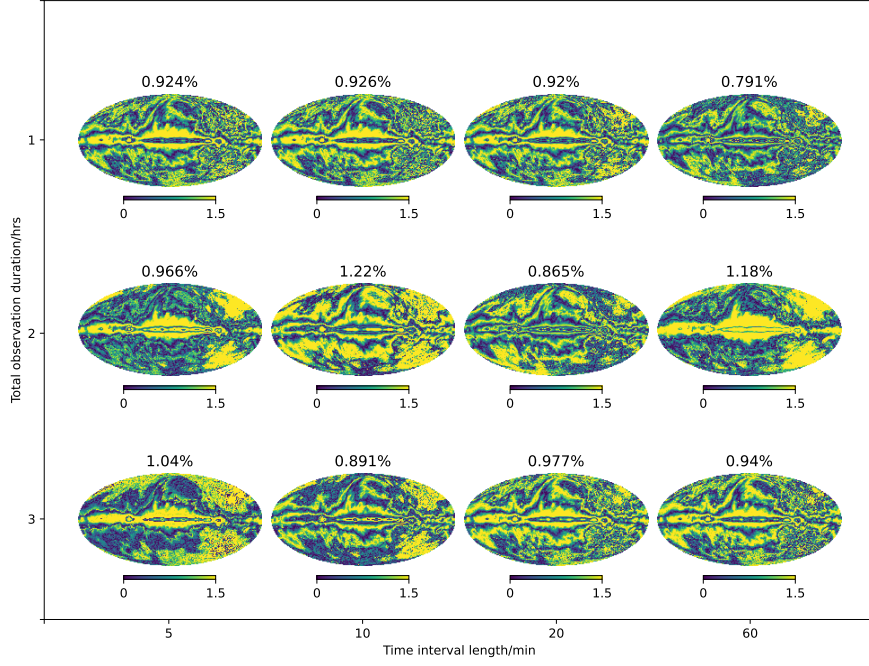 0.924% 0.926% 0.92% 0.791%
1
0 1.5 0 1.5 0 1.5 0 1.5
0.966% 1.22% 0.865% 1.18%
2
0 1.5 0 1.5 0 1.5 0 1.5
1.04% 0.891% 0.977% 0.94%
3
0 1.5 0 1.5 0 1.5 0 1.5
5 10 20 60
Time interval length/min
Total observation duration/hrs